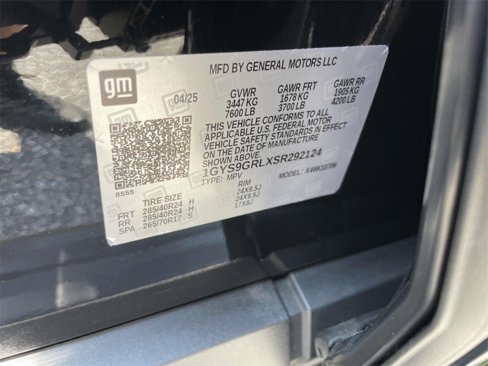 MFD BY GENERAL MOTORS LLC
gm
04/25
GVWR GAWR FRT GAWR RR
3447 KG 1678 KG 1905 KG
7600 LB 3700 LB 4200 LB
THIS VEHICLE CONFORMS TO ALL
APPLICABLE U.S. FEDERAL MOTOR
VEHICLE SAFETY STANDARDS IN EFFECT
ON THE DATE OF MANUFACTURE
SHOWN ABOVE
1GYS9GRLXSR292124
TYPE: MPV MODEL: X46K10706
8555
TIRE SIZE RIM
FRT 285/40R24 H 24X9.5J
RR 285/40R24 H 24X9.5J
SPA 265/70R17 S 17X8J